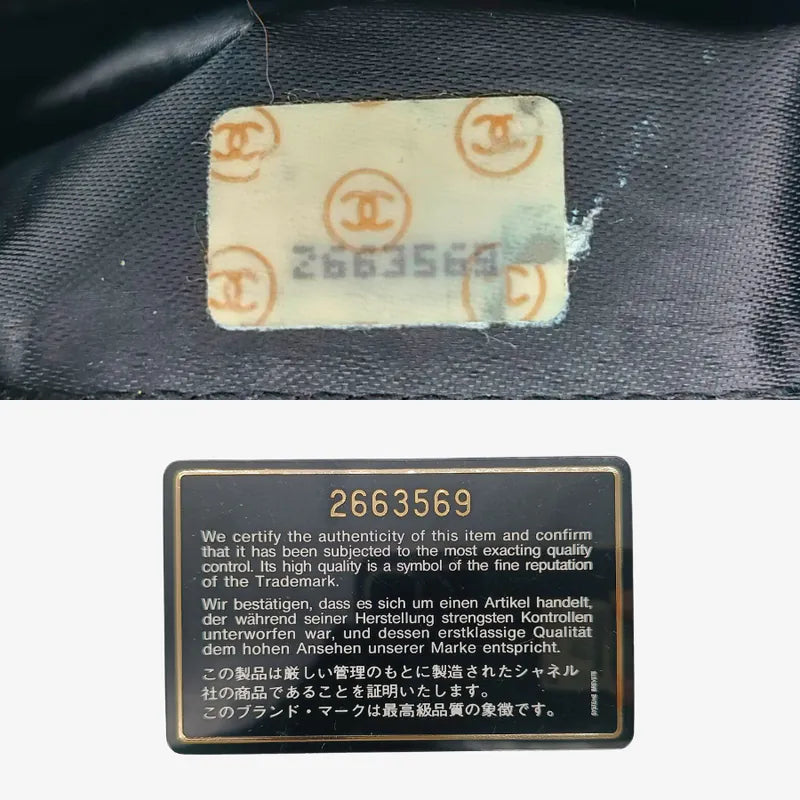 2663569
2663569
We certify the authenticity of this item and confirm
that it has been subjected to the most exacting quality
control. Its high quality is a symbol of the fine reputation
of the Trademark.
Wir bestätigen, dass es sich um einen Artikel handelt,
der während seiner Herstellung strengsten Kontrollen
unterworfen war, und dessen erstklassige Qualität
dem hohen Ansehen unserer Marke entspricht.
この製品は厳しい管理のもとに製造されたシャネル
社の商品であることを証明いたします。
このブランド・マークは最高級品質の象徴です。